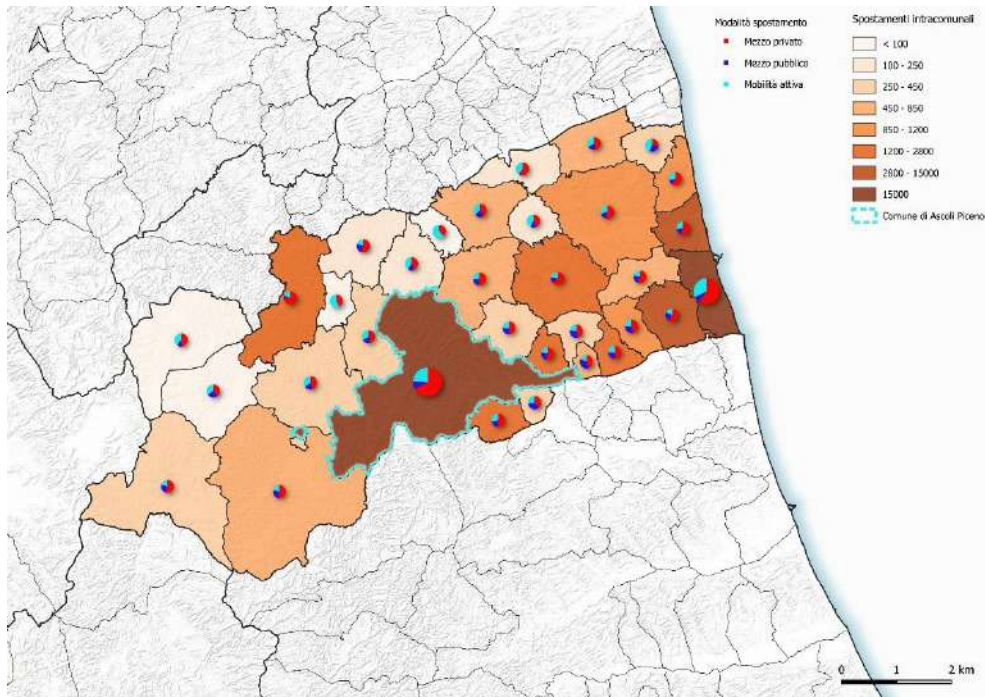 Modalità spostamento
Mezzo privato
Mezzo pubblico
Mobilità attiva
Spostamenti intracomunali
< 100
100 - 250
250 - 450
450 - 850
850 - 1200
1200 - 2800
2800 - 15000
15000
Comune di Ascoli Piceno
0 1 2 km